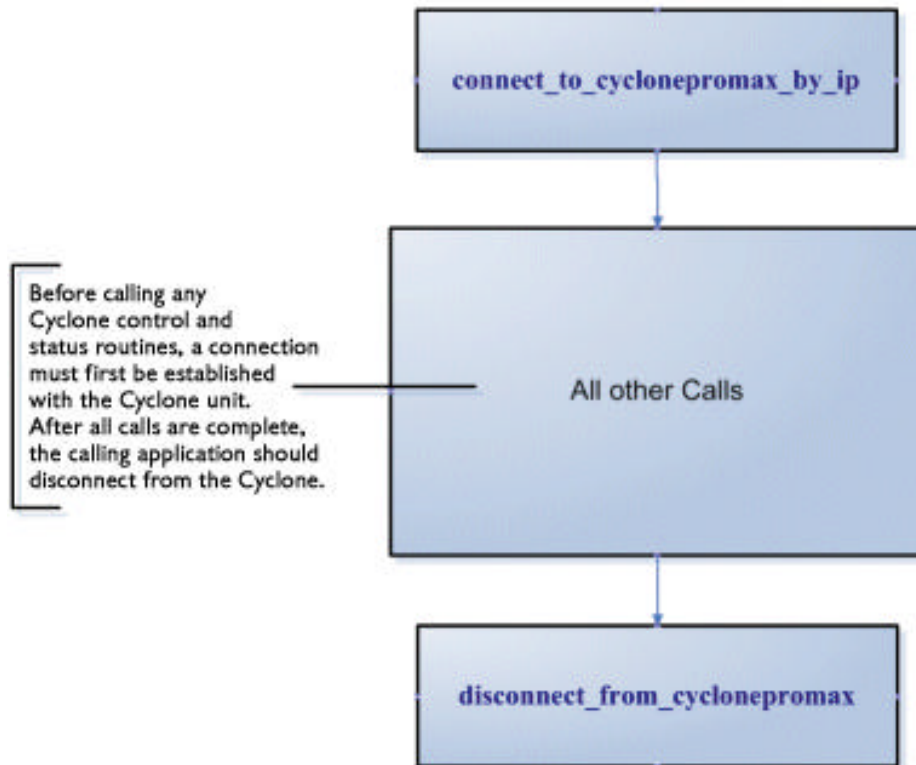 connect_to_cyclonepromax_by_ip
Before calling any
Cyclone control and
status routines, a connection
must first be established
with the Cyclone unit.
After all calls are complete,
the calling application should
disconnect from the Cyclone.
All other Calls
disconnect_from_cyclonepromax